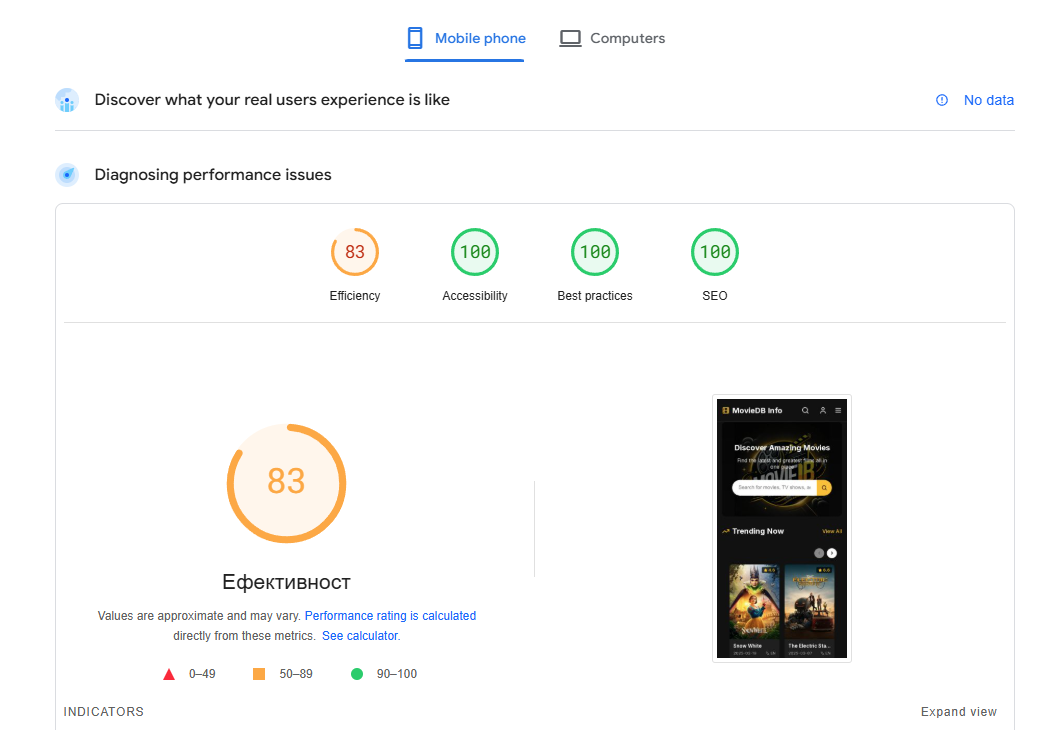 Mobile phone
Computers
Discover what your real users experience is like
No data
Diagnosing performance issues
83
100
100
100
Efficiency
Accessibility
Best practices
SEO
83
Ефективност
Values are approximate and may vary. Performance rating is calculated
directly from these metrics. See calculator.
0–49
50–89
90–100
MovieDB Info
Discover Amazing Movies
Find the latest and greatest films all in
one place
Search for movies, TV shows, ac
Trending Now
View All
Snow White
The Electric Sta...
INDICATORS
Expand view